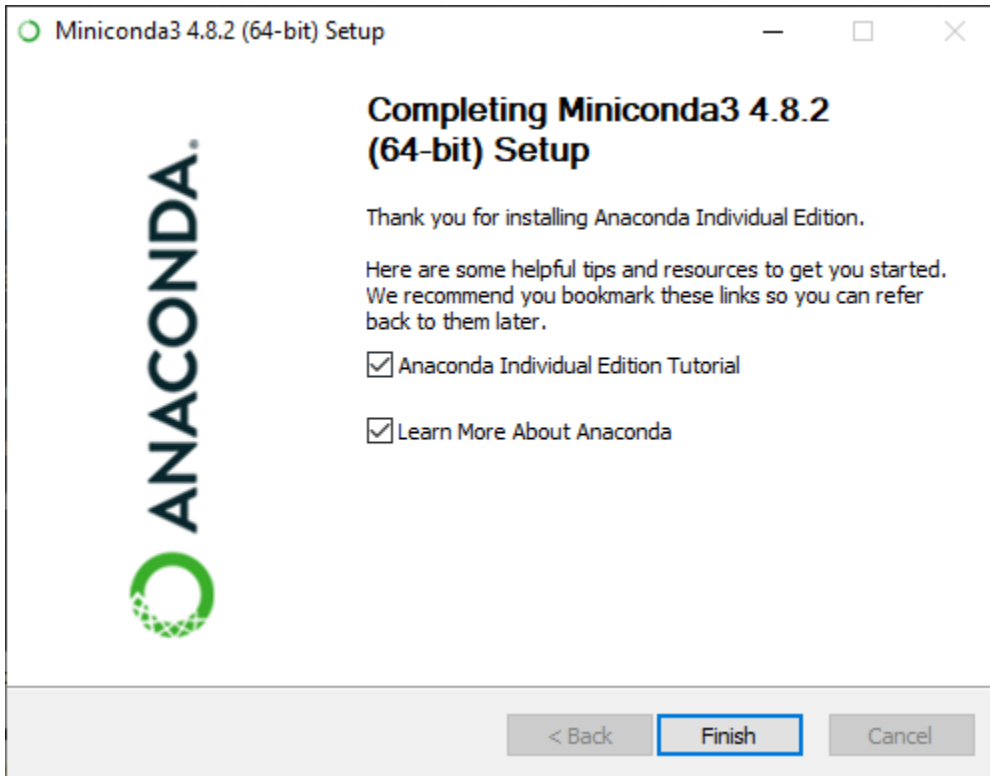 Miniconda3 4.8.2 (64-bit) Setup
Completing Miniconda3 4.8.2
(64-bit) Setup
Thank you for installing Anaconda Individual Edition.
Here are some helpful tips and resources to get you started.
We recommend you bookmark these links so you can refer
back to them later.
Anaconda Individual Edition Tutorial
Learn More About Anaconda
ANACONDA.
< Back
Finish
Cancel